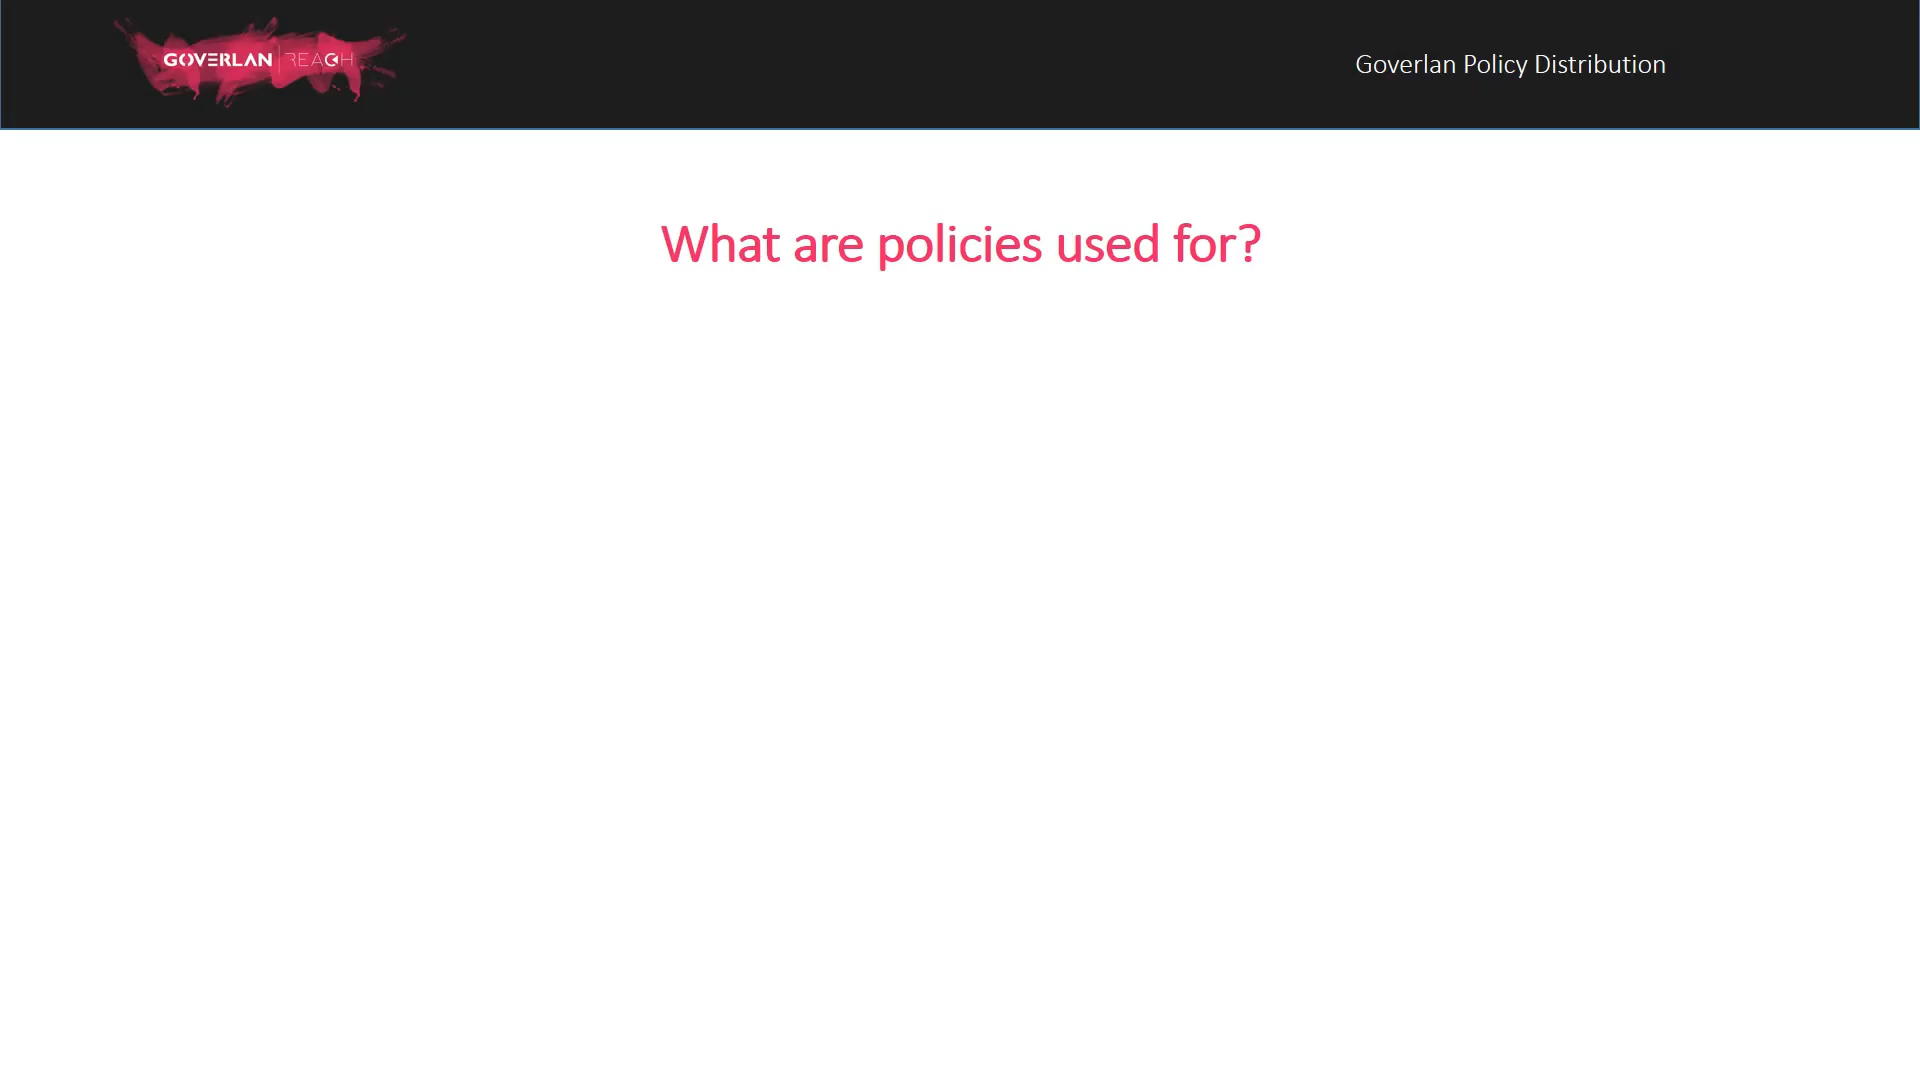 GOVERLAN REACH
Goverlan Policy Distribution
What are policies used for?